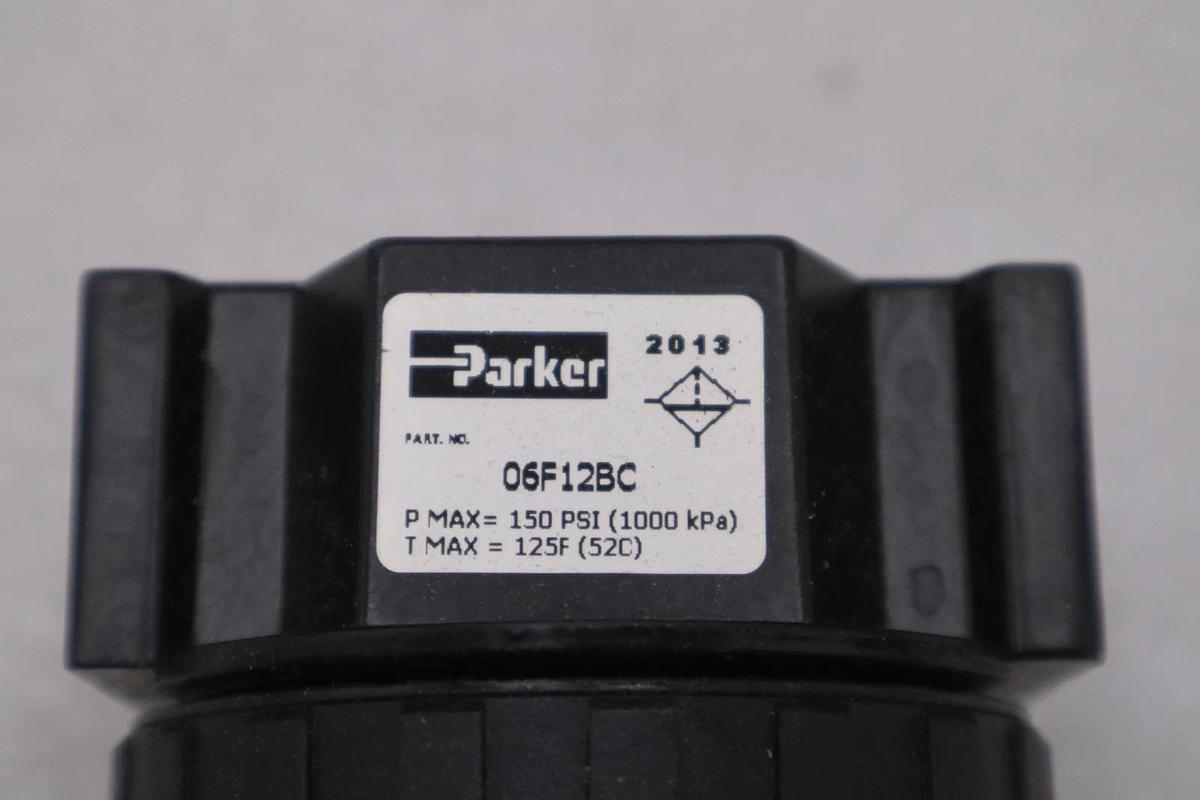 Parker
2013
PART. NO.
06F12BC
P MAX= 150 PSI (1000 kPa)
T MAX = 125F (52C)